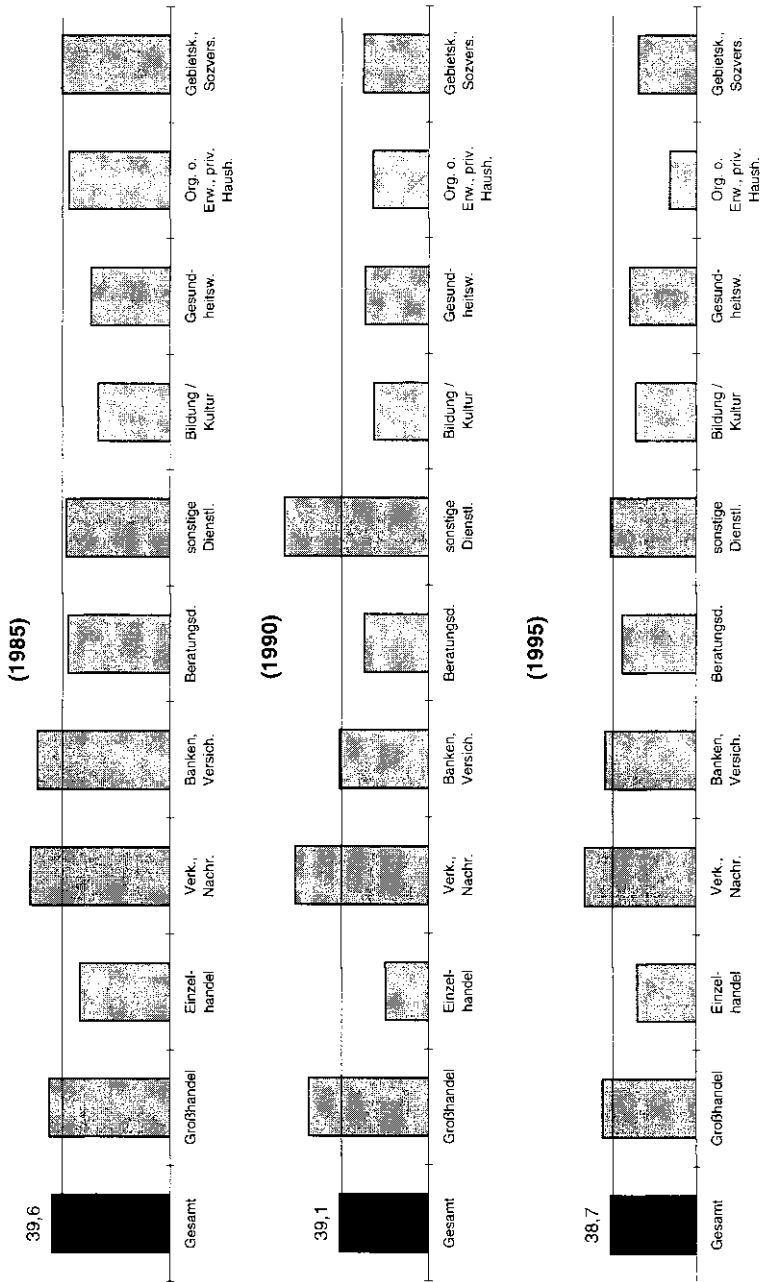 (1985)
39,6
Gesamt
Großhandel
Einzel-
handel
Verk.,
Nachr.
Banken,
Versich.
Beratungsd.
sonstige
Dienstl.
Bildung /
Kultur
Gesund-
heitsw.
Org. o.
Erw., priv.
Haush.
Gebietsk.,
Sozvers.
(1990)
39,1
Gesamt
Großhandel
Einzel-
handel
Verk.,
Nachr.
Banken,
Versich.
Beratungsd.
sonstige
Dienstl.
Bildung /
Kultur
Gesund-
heitsw.
Org. o.
Erw., priv.
Haush.
Gebietsk.,
Sozvers.
(1995)
38,7
Gesamt
Großhandel
Einzel-
handel
Verk.,
Nachr.
Banken,
Versich.
Beratungsd.
sonstige
Dienstl.
Bildung /
Kultur
Gesund-
heitsw.
Org. o.
Erw., priv.
Haush.
Gebietsk.,
Sozvers.